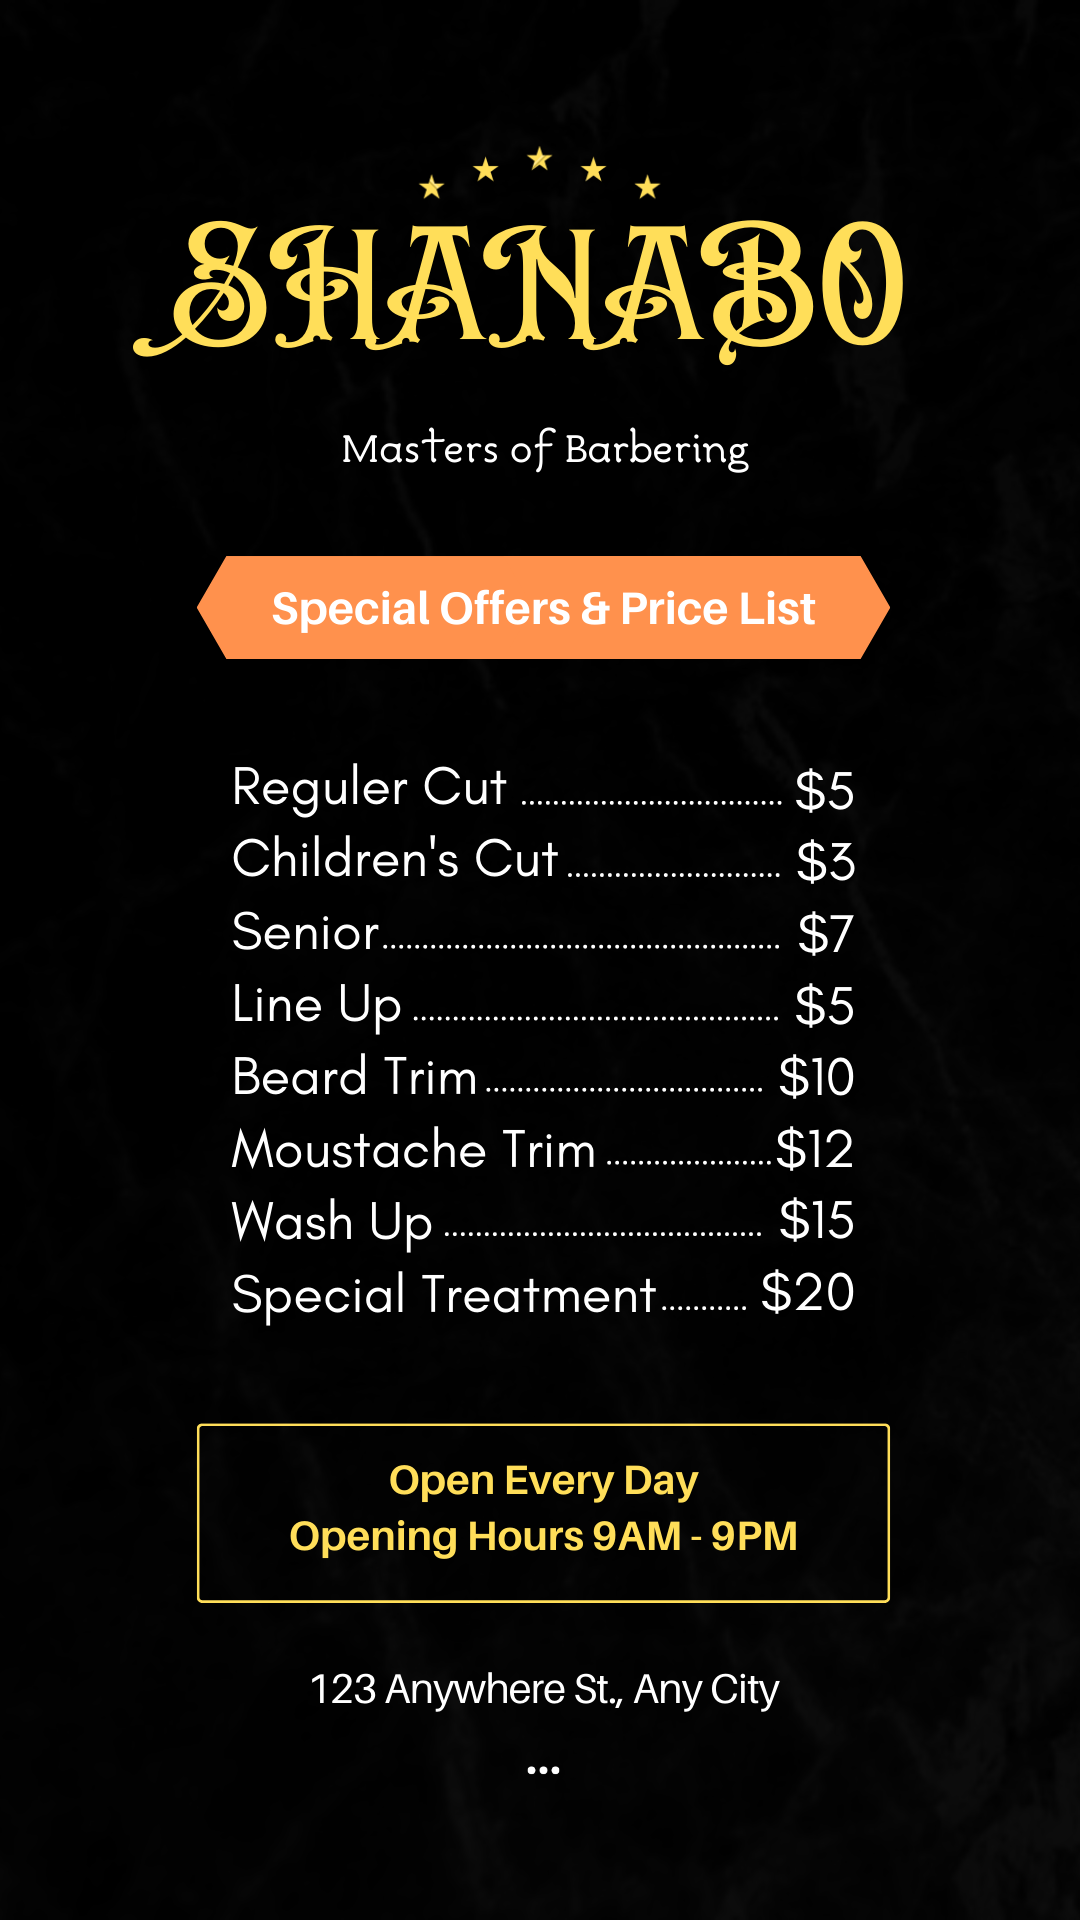 SHANABO
Masters of Barbering
Special Offers & Price List
Reguler Cut ................................. $5
Children's Cut ........................... $3
Senior.................................................. $7
Line Up .............................................. $5
Beard Trim ................................... $10
Moustache Trim .....................$12
Wash Up ........................................ $15
Special Treatment........... $20
Open Every Day
Opening Hours 9AM - 9PM
123 Anywhere St., Any City
...